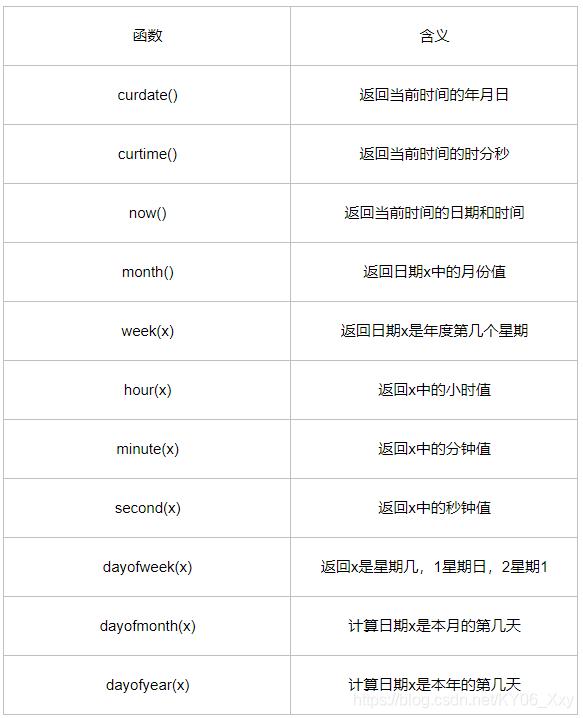 函数 含义
curdate() 返回当前时间的年月日
curtime() 返回当前时间的时分秒
now() 返回当前时间的日期和时间
month() 返回日期x中的月份值
week(x) 返回日期x是年度第几个星期
hour(x) 返回x中的小时值
minute(x) 返回x中的分钟值
second(x) 返回x中的秒钟值
dayofweek(x) 返回x是星期几，1星期日，2星期1
dayofmonth(x) 计算日期x是本月的第几天
dayofyear(x) 计算日期x是本年的第几天
https://blog.csdn.net/KY06_Xxy